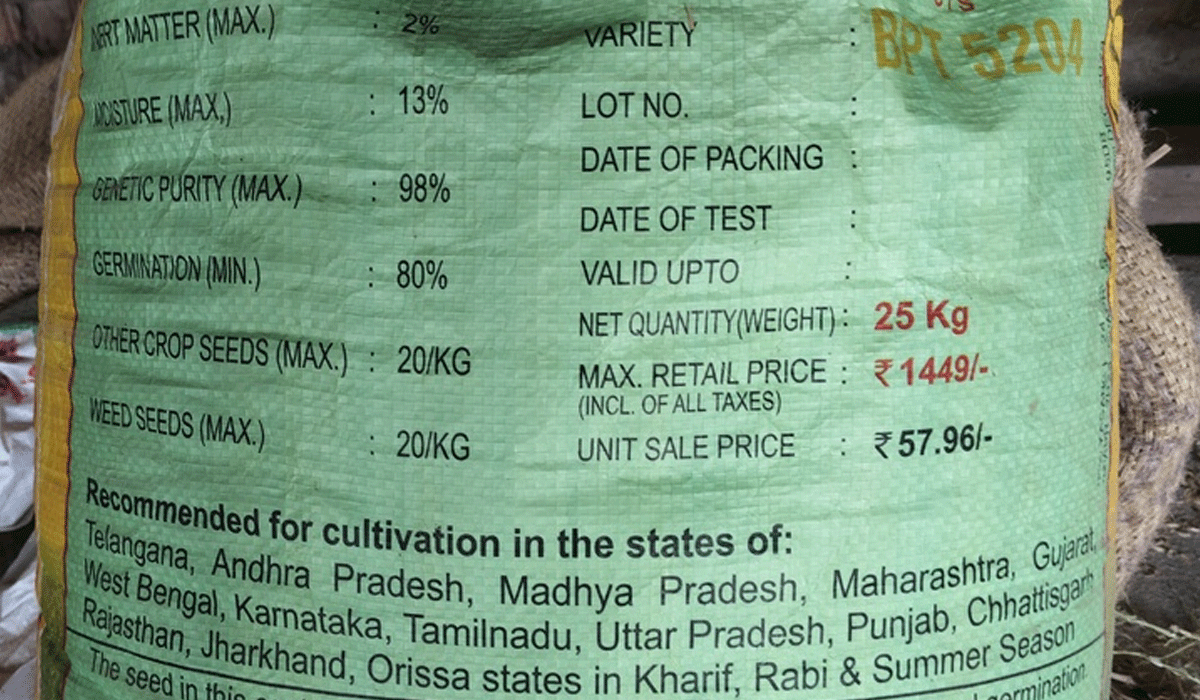 INERT MATTER (MAX.) : 2%
MOISTURE (MAX,) : 13%
GENETIC PURITY (MAX.) : 98%
GERMINATION (MIN.) : 80%
OTHER CROP SEEDS (MAX.) : 20/KG
WEED SEEDS (MAX.) : 20/KG
VARIETY : BPT 5204
LOT NO. :
DATE OF PACKING :
DATE OF TEST :
VALID UPTO :
NET QUANTITY(WEIGHT) : 25 Kg
MAX. RETAIL PRICE : ₹ 1449/-
(INCL. OF ALL TAXES)
UNIT SALE PRICE : ₹ 57.96/-
Recommended for cultivation in the states of:
Telangana, Andhra Pradesh, Madhya Pradesh, Maharashtra, Gujarat,
West Bengal, Karnataka, Tamilnadu, Uttar Pradesh, Punjab, Chhattisgarh
Rajasthan, Jharkhand, Orissa states in Kharif, Rabi & Summer Season
The seed in this germination.